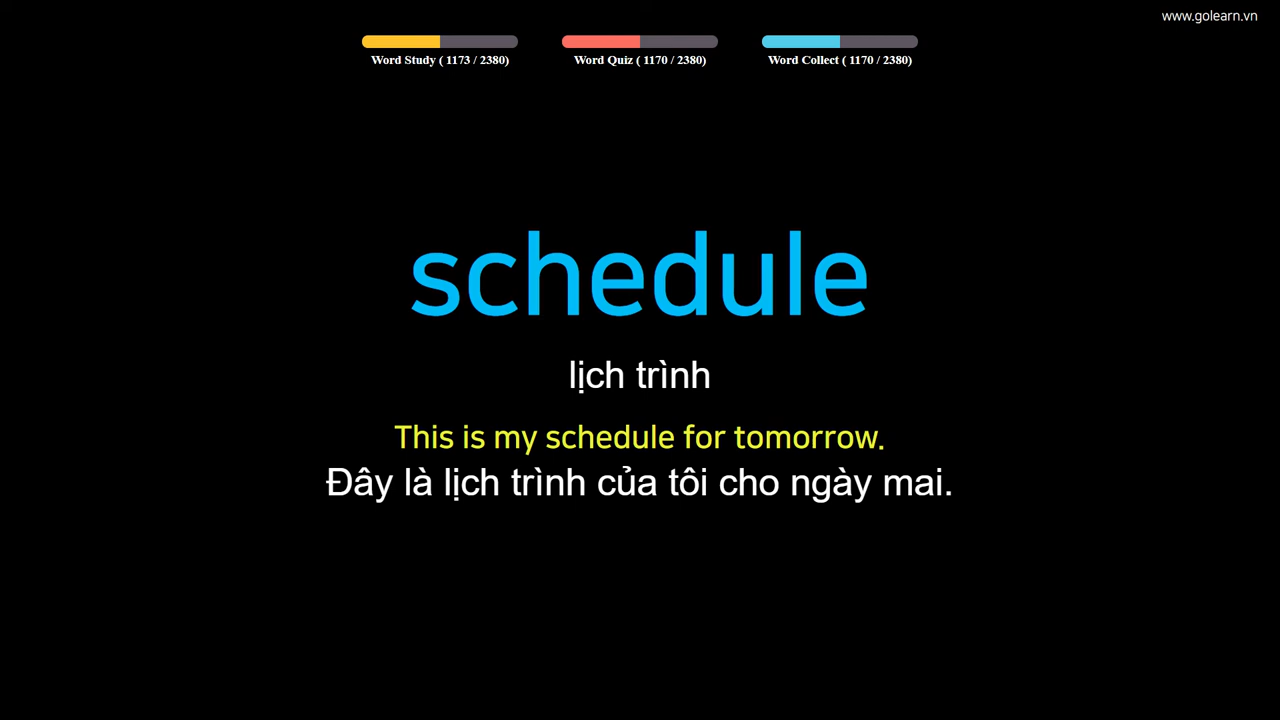 www.golearn.vn
Word Study ( 1173 / 2380) Word Quiz ( 1170 / 2380) Word Collect ( 1170 / 2380)
schedule
lịch trình
This is my schedule for tomorrow.
Đây là lịch trình của tôi cho ngày mai.